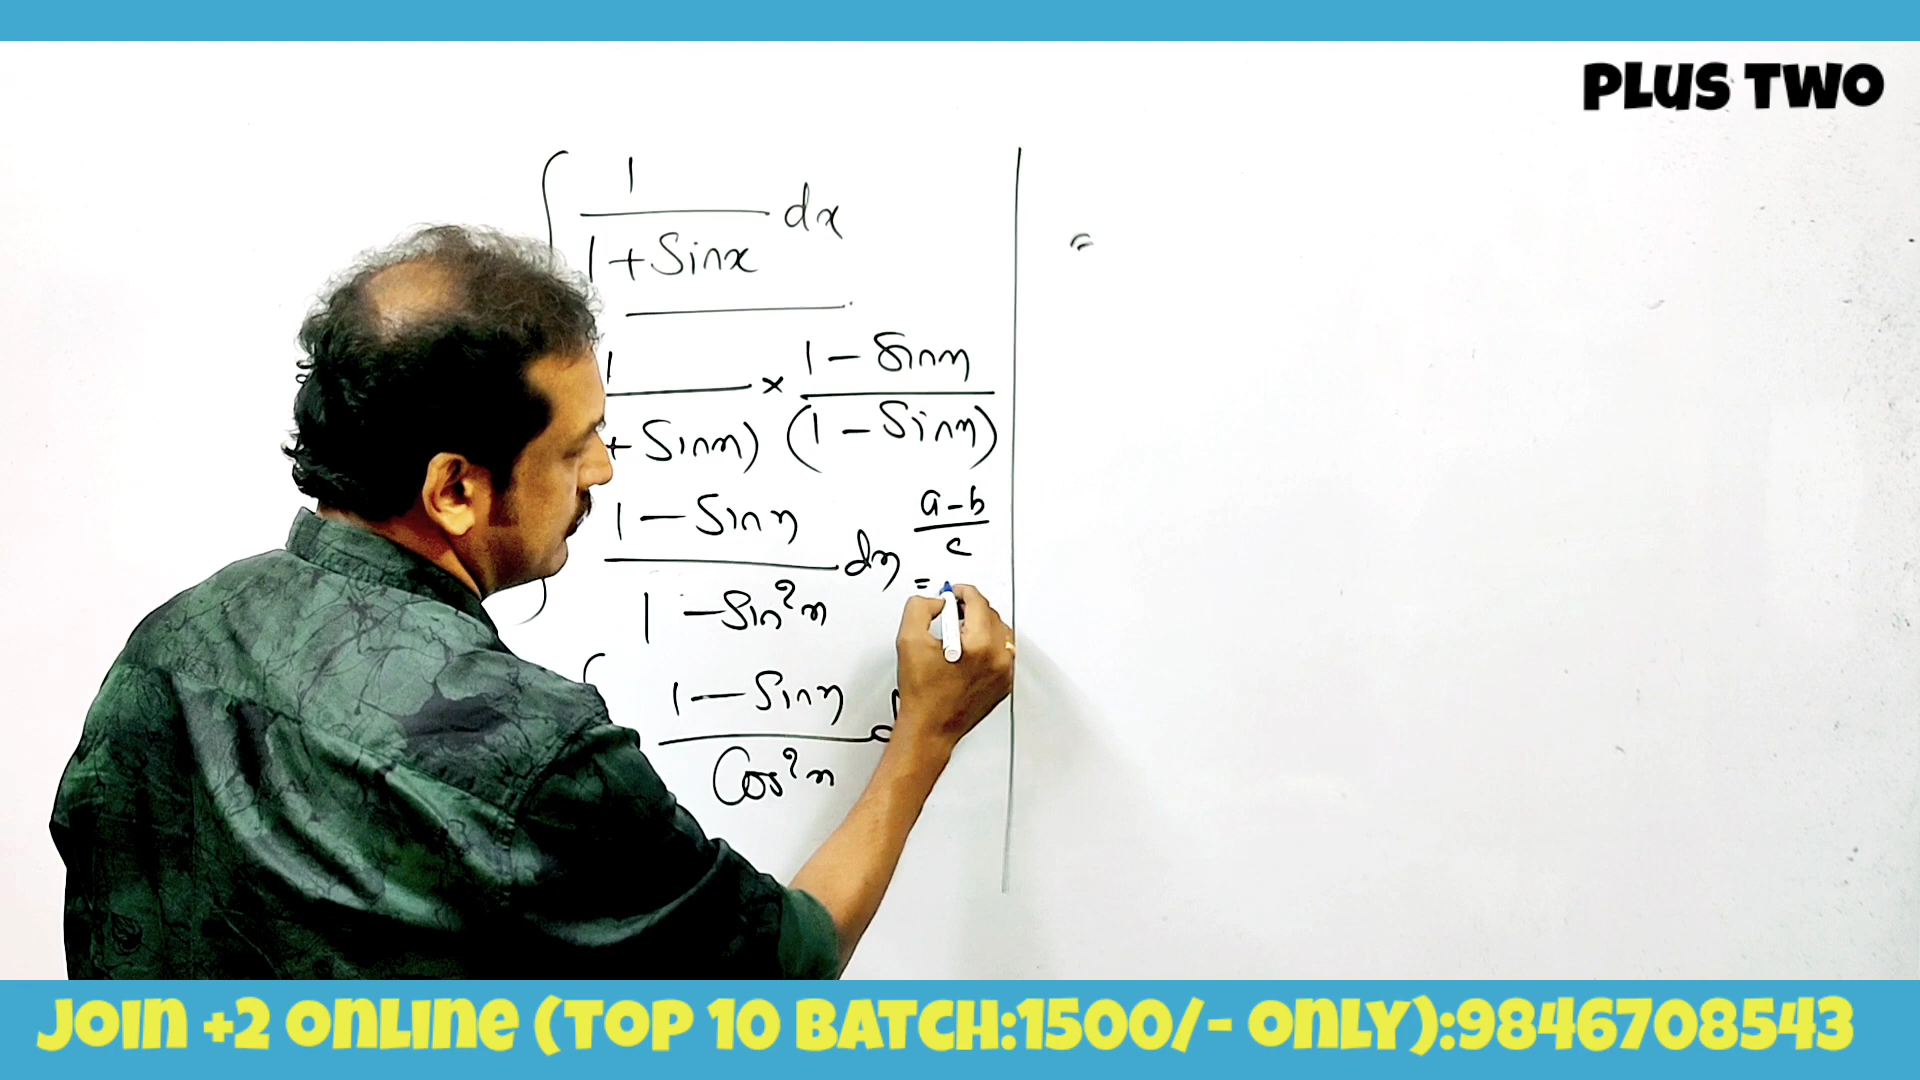 PLUS TWO
∫ 1 / 1 + Sinx dx
1 / + Sinx) × 1 - Sinx / (1 - Sinx)
1 - Sinx / 1 - Sin²x dx
a - b / c
=
1 - Sinx / Cos²x d
=
JOIN +2 ONLINE (TOP 10 BATCH:1500/- ONLY):9846708543